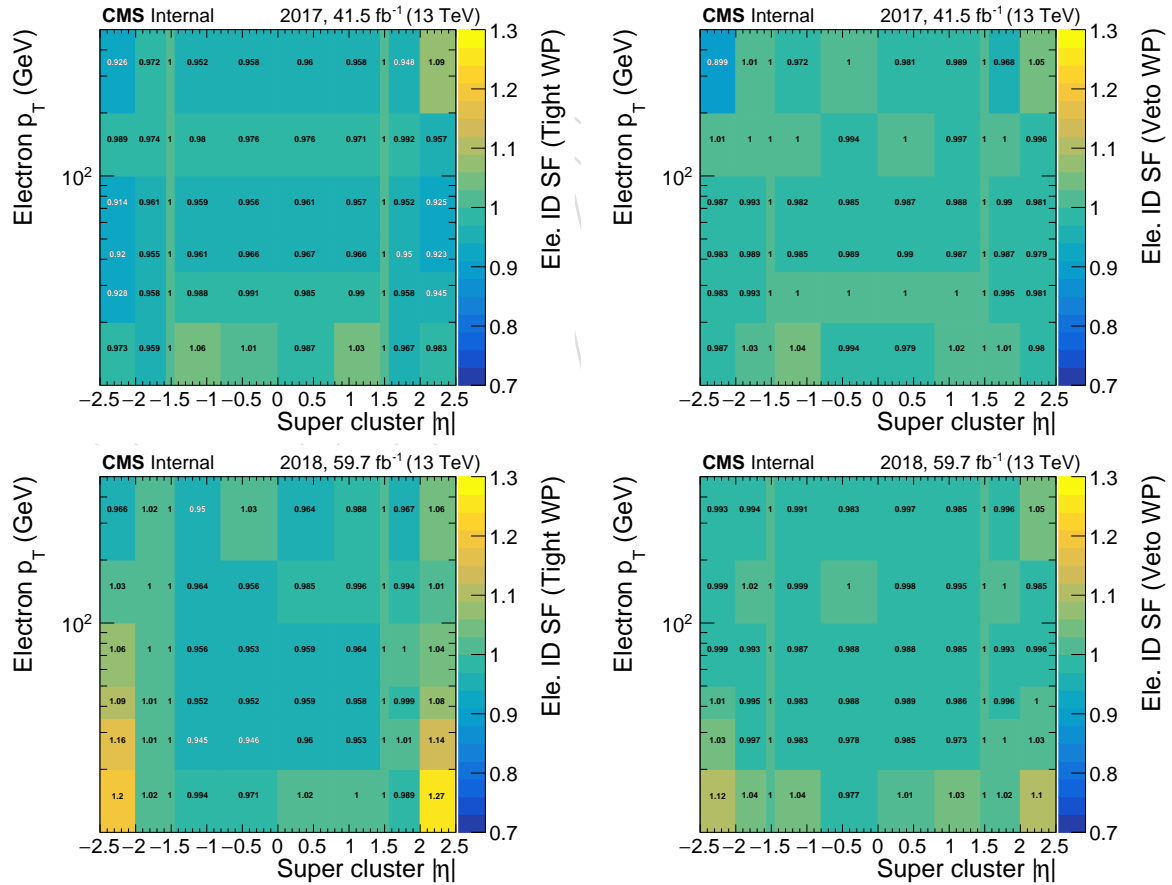 CMS Internal 2017, 41.5 fb⁻¹ (13 TeV)
Electron p_T (GeV)
10²
0.926 0.972 1 0.952 0.958 0.96 0.958 1 0.948 1.09
0.989 0.974 1 0.98 0.976 0.976 0.971 1 0.992 0.957
0.914 0.961 1 0.959 0.956 0.961 0.957 1 0.952 0.925
0.92 0.955 1 0.961 0.966 0.967 0.966 1 0.95 0.923
0.928 0.958 1 0.988 0.991 0.985 0.99 1 0.958 0.945
0.973 0.959 1 1.06 1.01 0.987 1.03 1 0.967 0.983
−2.5 −2 −1.5 −1 −0.5 0 0.5 1 1.5 2 2.5
Super cluster |η|
1.3
1.2
1.1
1
0.9
0.8
0.7
Ele. ID SF (Tight WP)
CMS Internal 2017, 41.5 fb⁻¹ (13 TeV)
Electron p_T (GeV)
10²
0.899 1.01 1 0.972 1 0.981 0.989 1 0.968 1.05
1.01 1 1 1 0.994 1 0.997 1 1 0.996
0.987 0.993 1 0.982 0.985 0.987 0.988 1 0.99 0.981
0.983 0.989 1 0.985 0.989 0.99 0.987 1 0.987 0.979
0.983 0.993 1 1 1 1 1 1 0.995 0.981
0.987 1.03 1 1.04 0.994 0.979 1.02 1 1.01 0.98
−2.5 −2 −1.5 −1 −0.5 0 0.5 1 1.5 2 2.5
Super cluster |η|
1.3
1.2
1.1
1
0.9
0.8
0.7
Ele. ID SF (Veto WP)
CMS Internal 2018, 59.7 fb⁻¹ (13 TeV)
Electron p_T (GeV)
10²
0.966 1.02 1 0.95 1.03 0.964 0.988 1 0.967 1.06
1.03 1 1 0.964 0.956 0.985 0.996 1 0.994 1.01
1.06 1 1 0.956 0.953 0.959 0.964 1 1 1.04
1.09 1.01 1 0.952 0.952 0.959 0.958 1 0.999 1.08
1.16 1.01 1 0.945 0.946 0.96 0.953 1 1.01 1.14
1.2 1.02 1 0.994 0.971 1.02 1 1 0.989 1.27
−2.5 −2 −1.5 −1 −0.5 0 0.5 1 1.5 2 2.5
Super cluster |η|
1.3
1.2
1.1
1
0.9
0.8
0.7
Ele. ID SF (Tight WP)
CMS Internal 2018, 59.7 fb⁻¹ (13 TeV)
Electron p_T (GeV)
10²
0.993 0.994 1 0.991 0.983 0.997 0.985 1 0.996 1.05
0.999 1.02 1 0.999 1 0.998 0.995 1 1 0.985
0.999 0.993 1 0.987 0.988 0.988 0.985 1 0.993 0.996
1.01 0.995 1 0.983 0.988 0.989 0.986 1 0.996 1
1.03 0.997 1 0.983 0.978 0.985 0.973 1 1 1.03
1.12 1.04 1 1.04 0.977 1.01 1.03 1 1.02 1.1
−2.5 −2 −1.5 −1 −0.5 0 0.5 1 1.5 2 2.5
Super cluster |η|
1.3
1.2
1.1
1
0.9
0.8
0.7
Ele. ID SF (Veto WP)